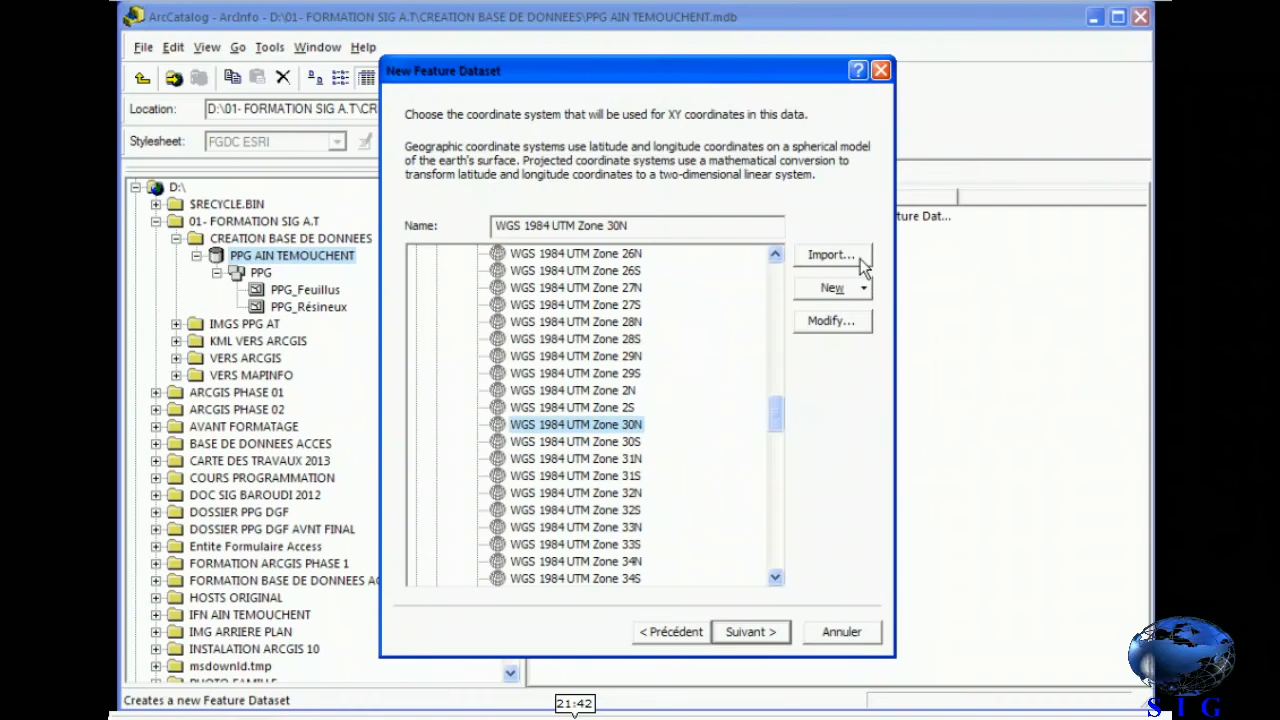 ArcCatalog - ArcInfo - D:\01- FORMATION SIG A.T\CREATION BASE DE DONNEES\PPG AIN TEMOUCHENT.mdb
File Edit View Go Tools Window Help
Location: D:\01- FORMATION SIG A.T\CR
Stylesheet: FGDC ESRI
D:\
$RECYCLE.BIN
01- FORMATION SIG A.T
CREATION BASE DE DONNEES
PPG AIN TEMOUCHENT
PPG
PPG_Feuillus
PPG_Résineux
IMGS PPG AT
KML VERS ARCGIS
VERS ARCGIS
VERS MAPINFO
ARCGIS PHASE 01
ARCGIS PHASE 02
AVANT FORMATAGE
BASE DE DONNEES ACCES
CARTE DES TRAVAUX 2013
COURS PROGRAMMATION
DOC SIG BAROUDI 2012
DOSSIER PPG DGF
DOSSIER PPG DGF AVNT FINAL
Entite Formulaire Access
FORMATION ARCGIS PHASE 1
FORMATION BASE DE DONNEES AC
HOSTS ORIGINAL
IFN AIN TEMOUCHENT
IMG ARRIERE PLAN
INSTALATION ARCGIS 10
msdownld.tmp
Creates a new Feature Dataset
ture Dat...
New Feature Dataset
Choose the coordinate system that will be used for XY coordinates in this data.
Geographic coordinate systems use latitude and longitude coordinates on a spherical model
of the earth's surface. Projected coordinate systems use a mathematical conversion to
transform latitude and longitude coordinates to a two-dimensional linear system.
Name: WGS 1984 UTM Zone 30N
WGS 1984 UTM Zone 26N
WGS 1984 UTM Zone 26S
WGS 1984 UTM Zone 27N
WGS 1984 UTM Zone 27S
WGS 1984 UTM Zone 28N
WGS 1984 UTM Zone 28S
WGS 1984 UTM Zone 29N
WGS 1984 UTM Zone 29S
WGS 1984 UTM Zone 2N
WGS 1984 UTM Zone 2S
WGS 1984 UTM Zone 30N
WGS 1984 UTM Zone 30S
WGS 1984 UTM Zone 31N
WGS 1984 UTM Zone 31S
WGS 1984 UTM Zone 32N
WGS 1984 UTM Zone 32S
WGS 1984 UTM Zone 33N
WGS 1984 UTM Zone 33S
WGS 1984 UTM Zone 34N
WGS 1984 UTM Zone 34S
Import...
New
Modify...
< Précédent Suivant > Annuler
21:42
S I G